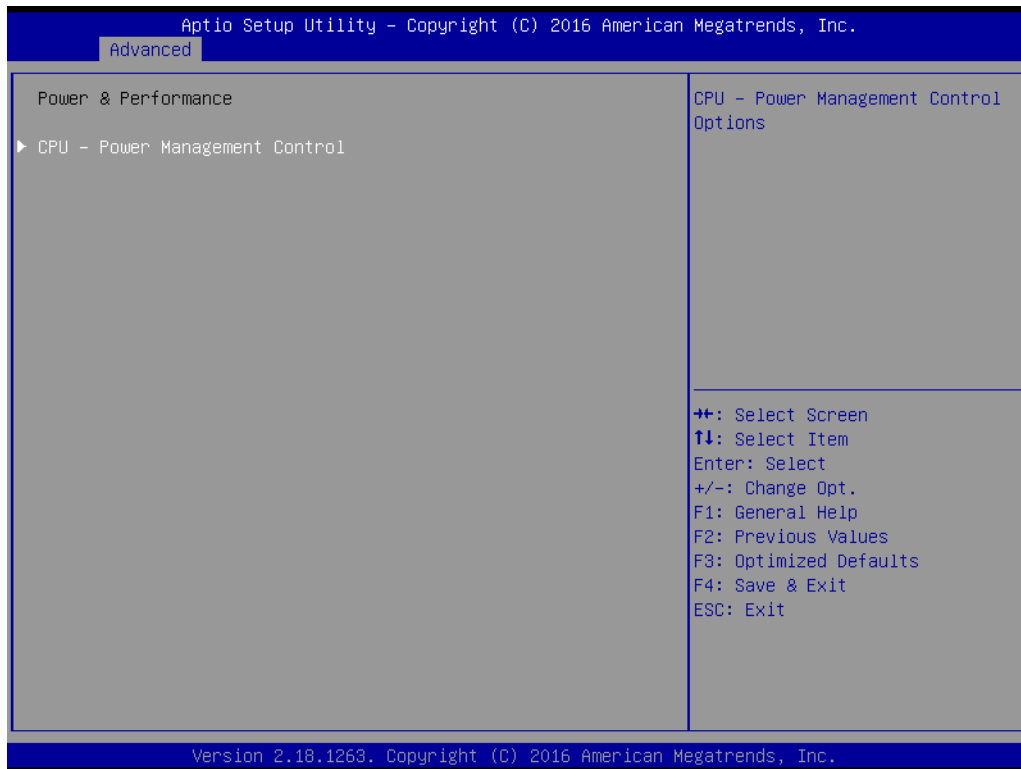 Aptio Setup Utility – Copyright (C) 2016 American Megatrends, Inc.
Advanced
Power & Performance
▶ CPU – Power Management Control
CPU – Power Management Control
Options
→←: Select Screen
↑↓: Select Item
Enter: Select
+/-: Change Opt.
F1: General Help
F2: Previous Values
F3: Optimized Defaults
F4: Save & Exit
ESC: Exit
Version 2.18.1263. Copyright (C) 2016 American Megatrends, Inc.